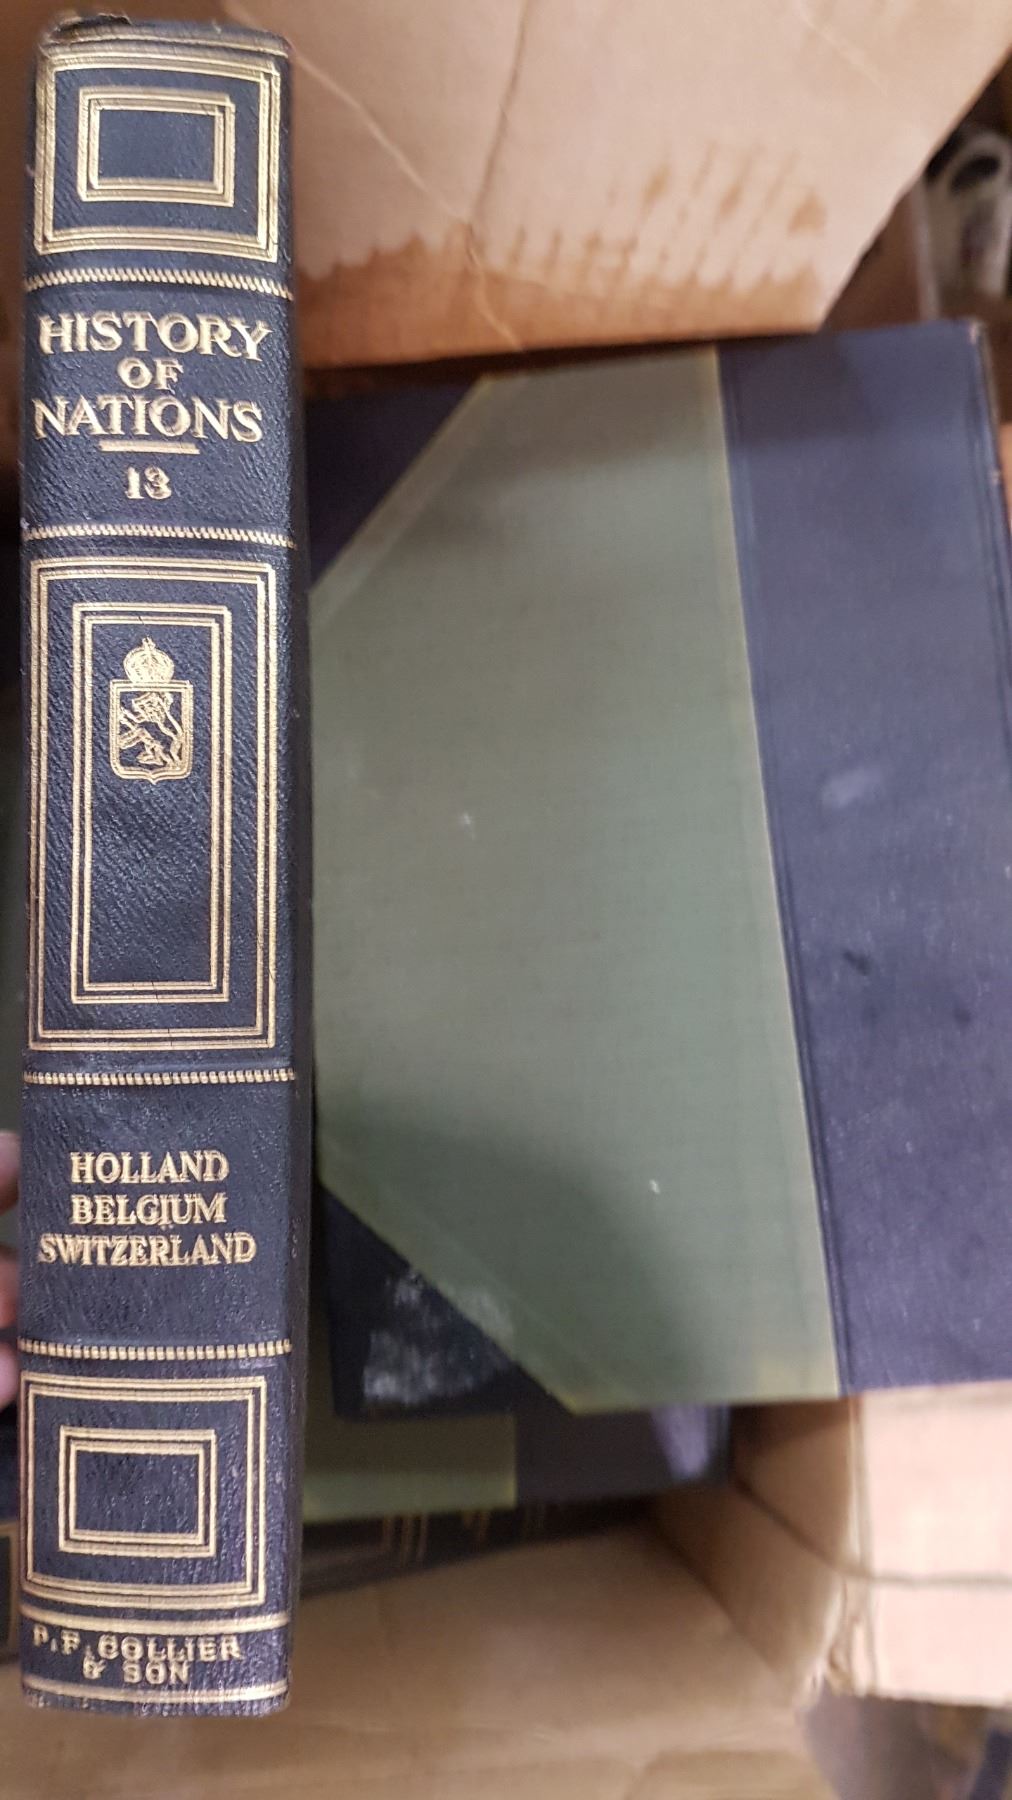 HISTORY
OF
NATIONS
13
HOLLAND
BELGIUM
SWITZERLAND
P. F. COLLIER
& SON